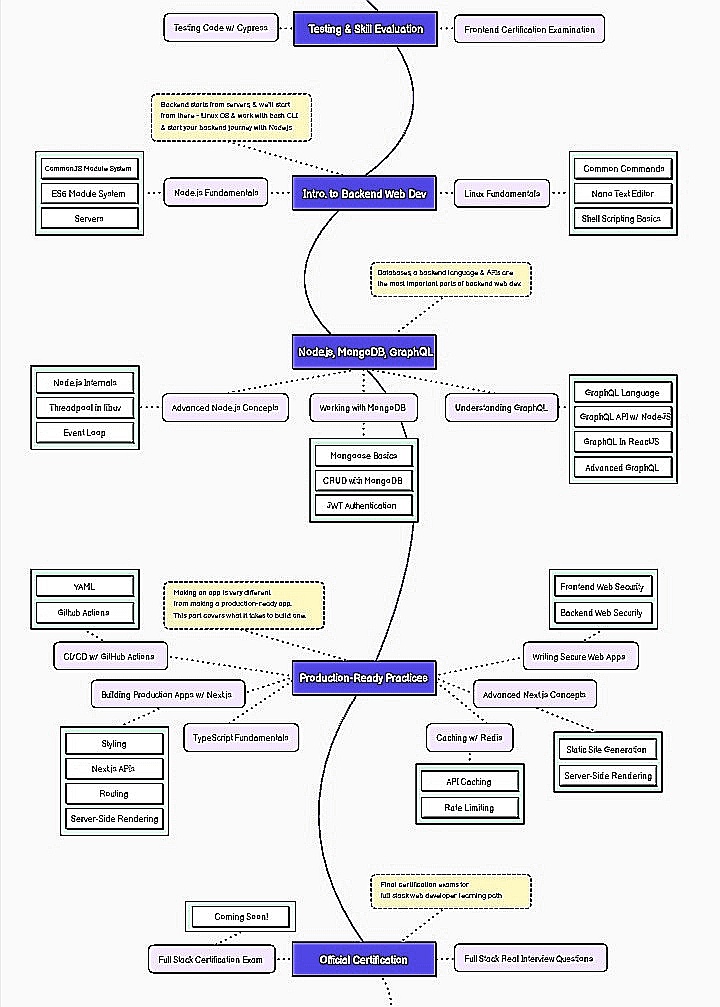 Testing Code w/ Cypress
Testing & Skill Evaluation
Frontend Certification Examination
Backend starts from servers, & we'll start
from there - Linux OS & work with bash CLI
& start your backend journey with Nodejs
CommonJS Module System
ES6 Module System
Servers
Node.js Fundamentals
Intro. to Backend Web Dev
Linux Fundamentals
Common Commands
Nano Text Editor
Shell Scripting Basics
Databases, a backend language & APIs are
the most important parts of backend web dev.
Node.js, MongoDB, GraphQL
Node.js Internals
Threadpool in libuv
Event Loop
Advanced Node.js Concepts
Working with MongoDB
Understanding GraphQL
GraphQL Language
GraphQL API w/ NodeJS
GraphQL in ReactJS
Advanced GraphQL
Mongoose Basics
CRUD with MongoDB
JWT Authentication
YAML
Github Actions
Making an app is very different
from making a production-ready app.
This part covers what it takes to build one.
Frontend Web Security
Backend Web Security
CI/CD w/ GitHub Actions
Writing Secure Web Apps
Production-Ready Practices
Building Production Apps w/ Next.js
Advanced Next.js Concepts
TypeScript Fundamentals
Caching w/ Redis
Styling
Next.js APIs
Routing
Server-Side Rendering
Static Site Generation
Server-Side Rendering
API Caching
Rate Limiting
Final certification exams for
full stack web developer learning path
Coming Soon!
Full Stack Certification Exam
Official Certification
Full Stack Real Interview Questions